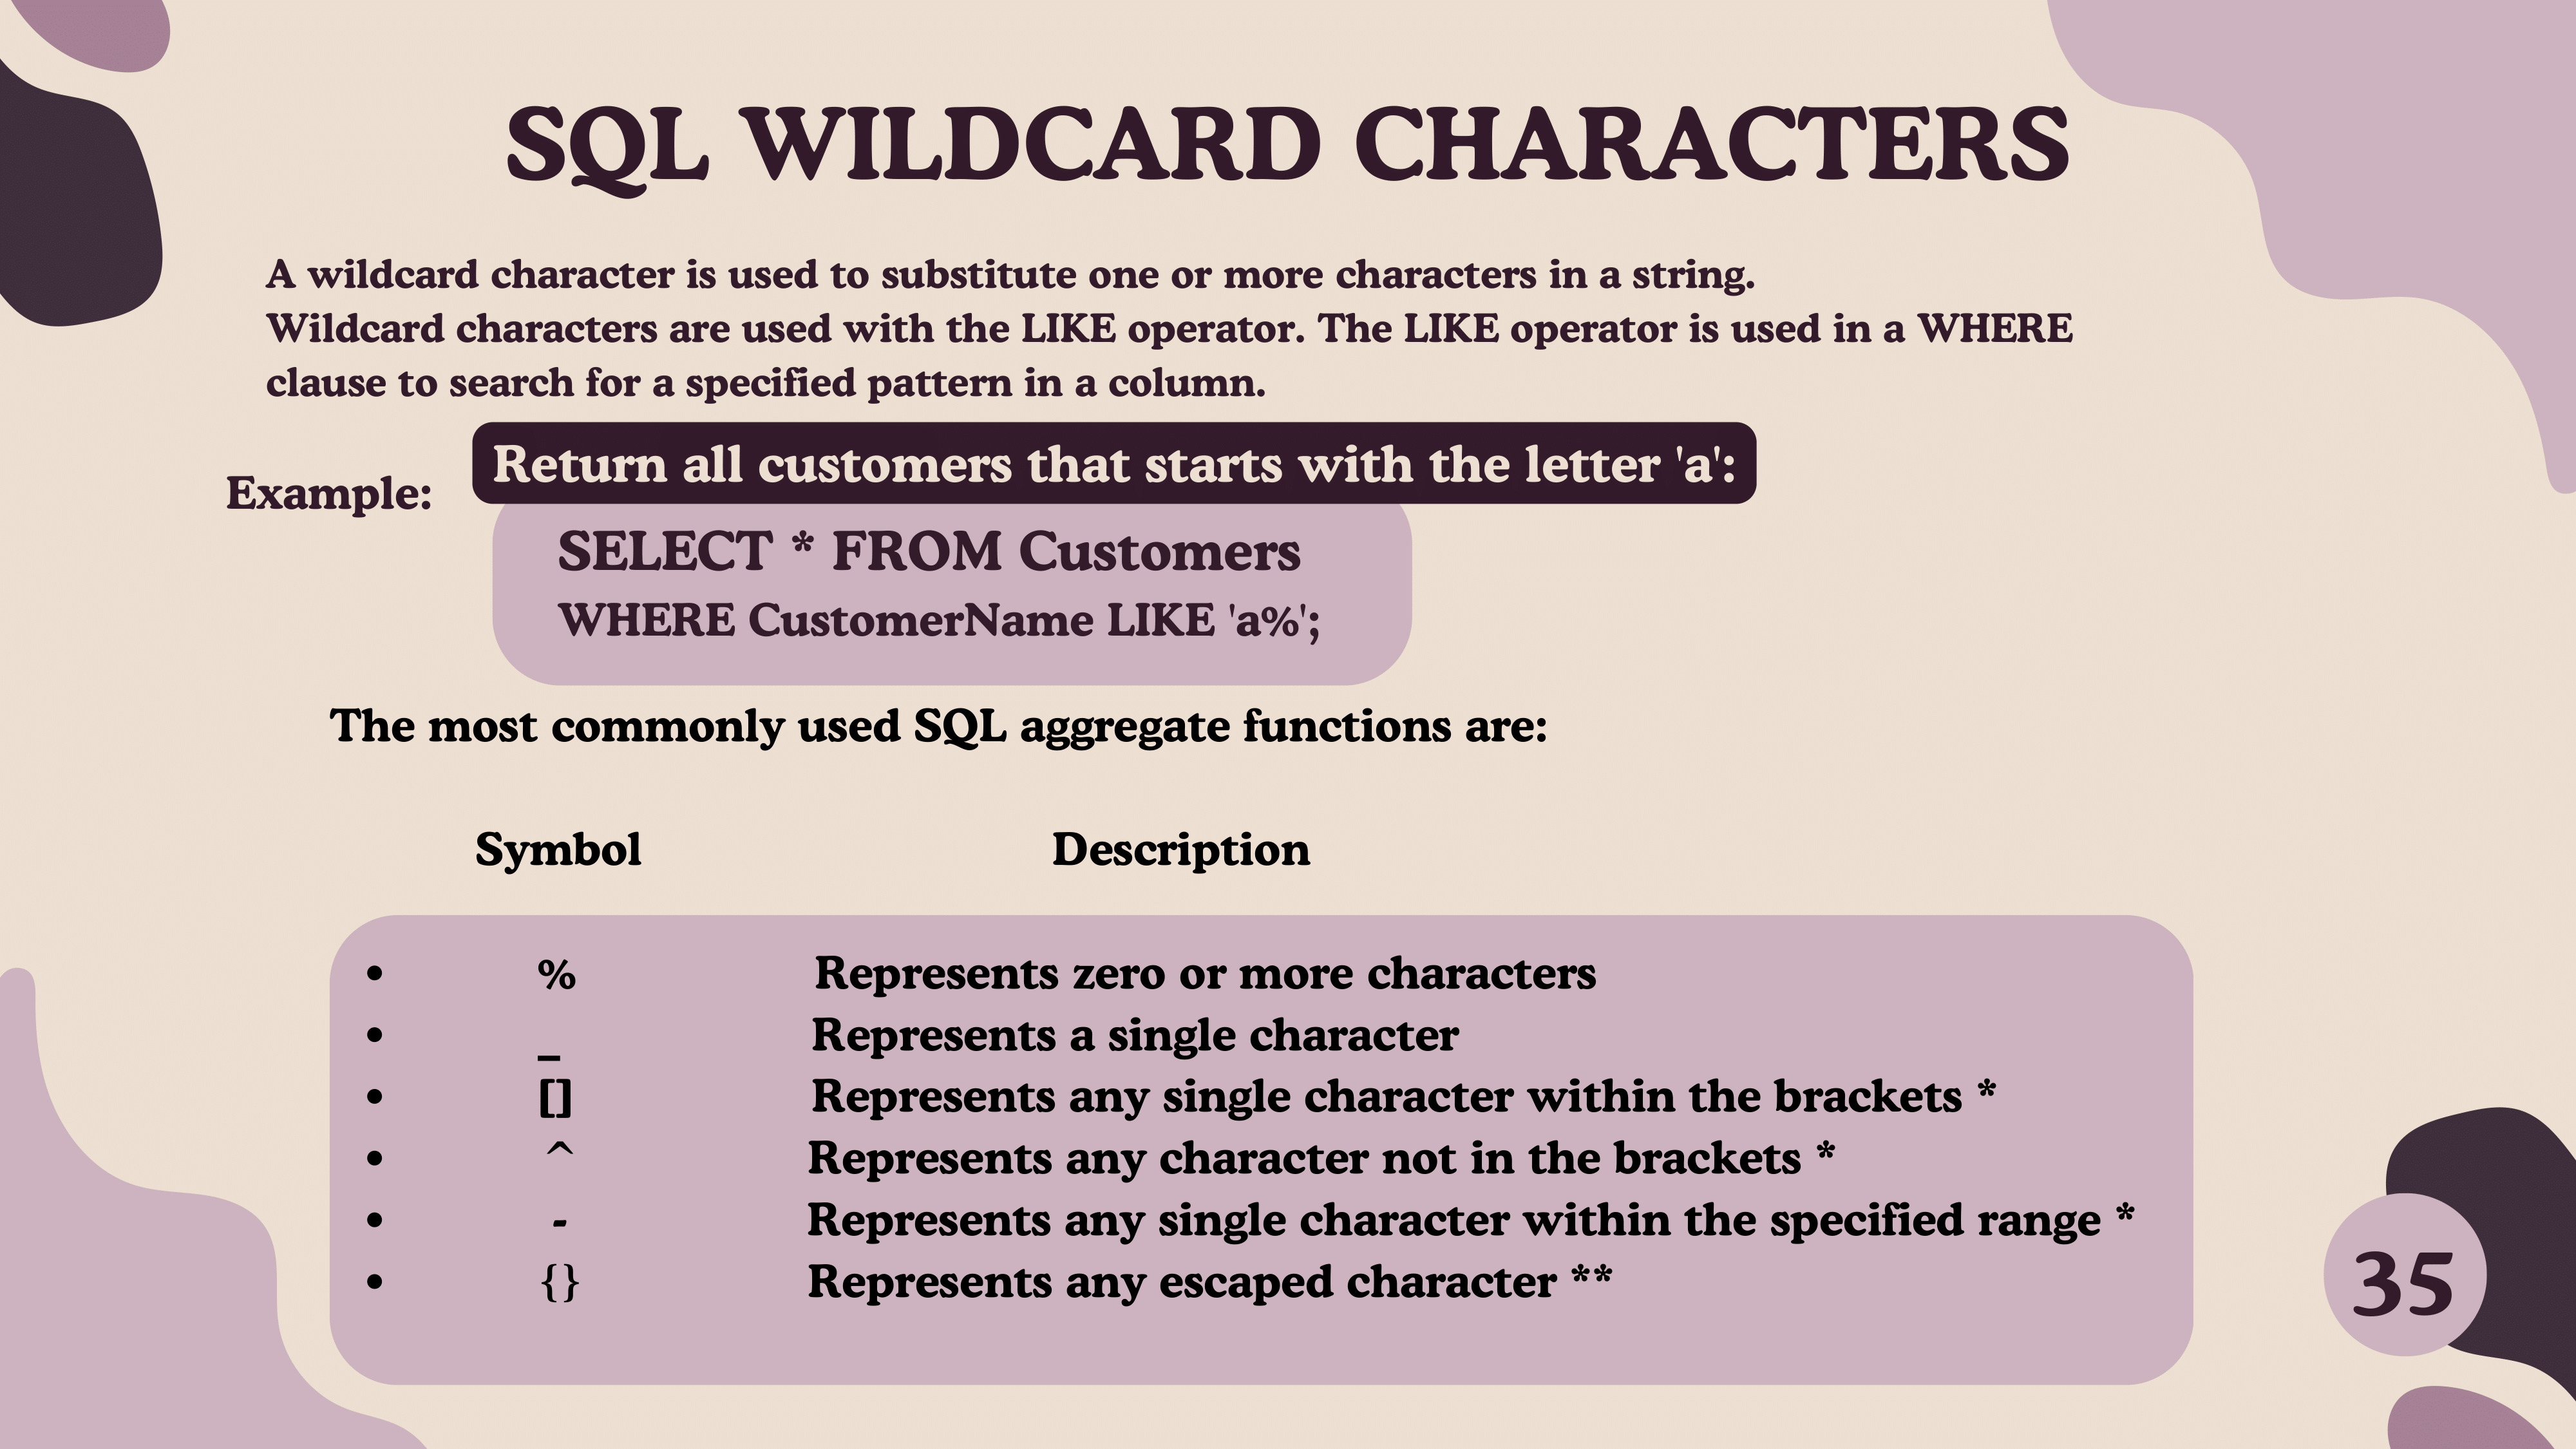 SQL WILDCARD CHARACTERS
A wildcard character is used to substitute one or more characters in a string.
Wildcard characters are used with the LIKE operator. The LIKE operator is used in a WHERE
clause to search for a specified pattern in a column.
Example:
Return all customers that starts with the letter 'a':
SELECT * FROM Customers
WHERE CustomerName LIKE 'a%';
The most commonly used SQL aggregate functions are:
Symbol Description
• % Represents zero or more characters
• _ Represents a single character
• [] Represents any single character within the brackets *
• ^ Represents any character not in the brackets *
• - Represents any single character within the specified range *
• {} Represents any escaped character **
35